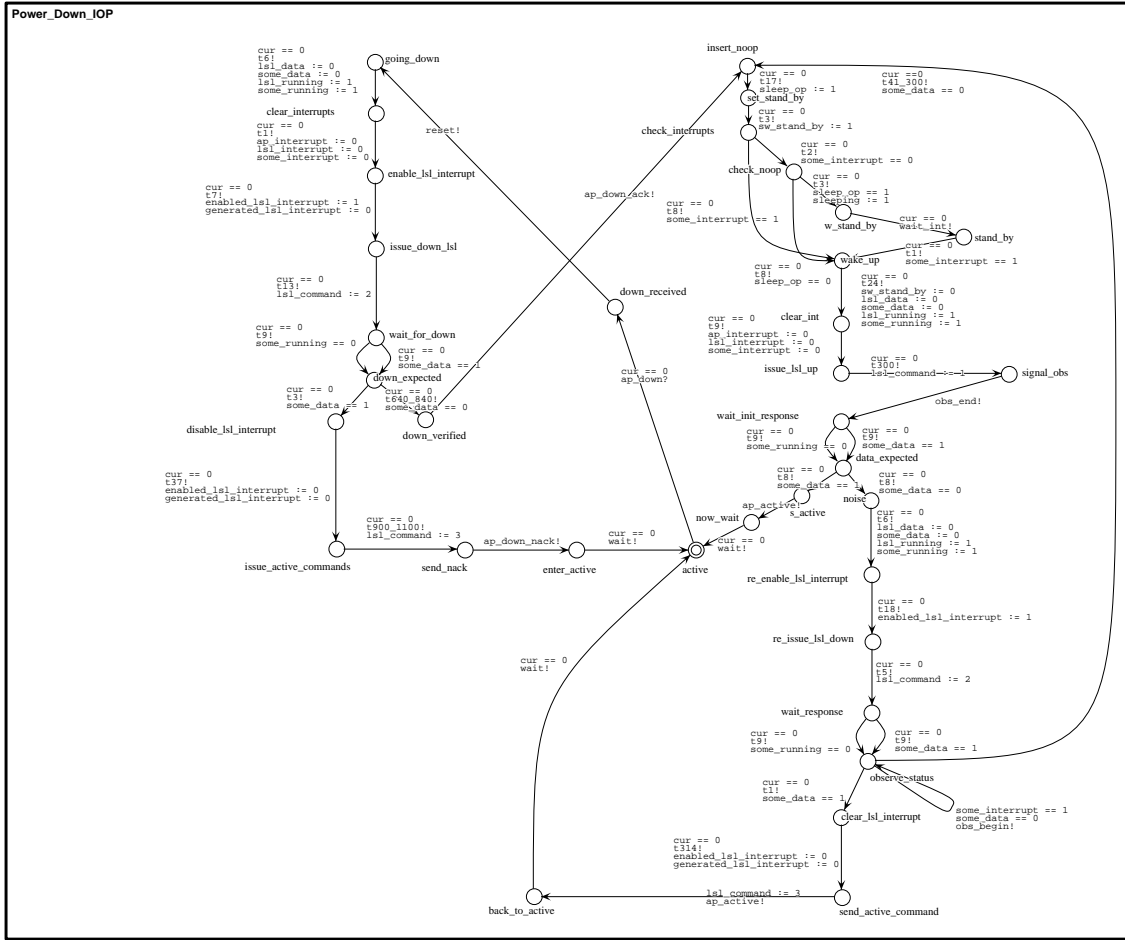 Power_Down_IOP
cur == 0
t6!
lsl_data := 0
some_data := 0
lsl_running := 1
some_running := 1
going_down
clear_interrupts
cur == 0
t1!
ap_interrupt := 0
lsl_interrupt := 0
some_interrupt := 0
enable_lsl_interrupt
cur == 0
t7!
enabled_lsl_interrupt := 1
generated_lsl_interrupt := 0
issue_down_lsl
cur == 0
t13!
lsl_command := 2
wait_for_down
cur == 0
t9!
some_running == 0
cur == 0
t9!
some_data == 1
down_expected
cur == 0
t3!
some_data == 1
cur == 0
t640_840!
some_data == 0
disable_lsl_interrupt
down_verified
cur == 0
t37!
enabled_lsl_interrupt := 0
generated_lsl_interrupt := 0
issue_active_commands
cur == 0
t900_1100!
lsl_command := 3
send_nack
ap_down_nack!
enter_active
cur == 0
wait!
active
reset!
ap_down_ack!
down_received
cur == 0
ap_down?
insert_noop
cur == 0
t17!
sleep_op := 1
cur ==0
t41_300!
some_data == 0
set_stand_by
cur == 0
t3!
sw_stand_by := 1
check_interrupts
cur == 0
t2!
some_interrupt == 0
check_noop
cur == 0
t3!
sleep_op == 1
sleeping := 1
cur == 0
t8!
some_interrupt == 1
w_stand_by
cur == 0
wait_int!
stand_by
cur == 0
t1!
some_interrupt == 1
wake_up
cur == 0
t8!
sleep_op == 0
cur == 0
t24!
sw_stand_by := 0
lsl_data := 0
some_data := 0
lsl_running := 1
some_running := 1
clear_int
cur == 0
t9!
ap_interrupt := 0
lsl_interrupt := 0
some_interrupt := 0
issue_lsl_up
cur == 0
t300!
lsl_command := 1
signal_obs
obs_end!
wait_init_response
cur == 0
t9!
some_running == 0
cur == 0
t9!
some_data == 1
data_expected
cur == 0
t8!
some_data == 1
cur == 0
t8!
some_data == 0
noise
s_active
ap_active!
now_wait
cur == 0
wait!
cur == 0
t6!
lsl_data := 0
some_data := 0
lsl_running := 1
some_running := 1
re_enable_lsl_interrupt
cur == 0
t18!
enabled_lsl_interrupt := 1
re_issue_lsl_down
cur == 0
t5!
lsl_command := 2
wait_response
cur == 0
t9!
some_running == 0
cur == 0
t9!
some_data == 1
observe_status
cur == 0
t1!
some_data == 1
some_interrupt == 1
some_data == 0
obs_begin!
clear_lsl_interrupt
cur == 0
t314!
enabled_lsl_interrupt := 0
generated_lsl_interrupt := 0
send_active_command
lsl_command := 3
ap_active!
back_to_active
cur == 0
wait!